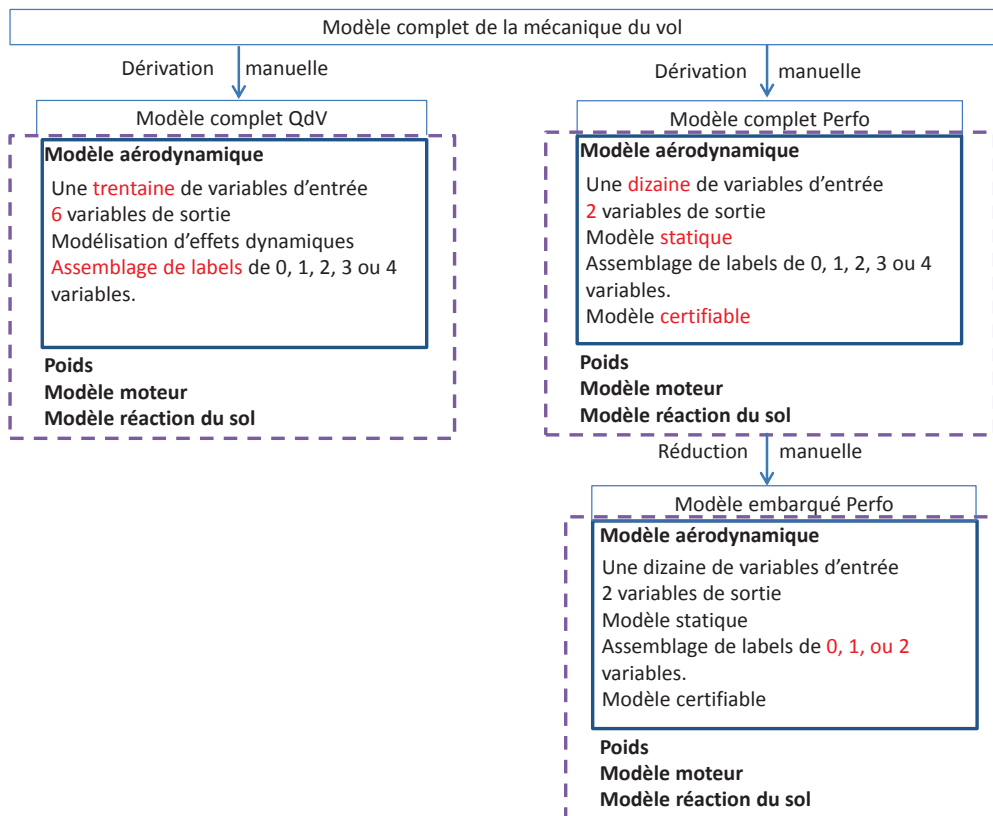 Modèle complet de la mécanique du vol
Dérivation manuelle
Modèle complet QdV
Modèle aérodynamique
Une trentaine de variables d'entrée
6 variables de sortie
Modélisation d'effets dynamiques
Assemblage de labels de 0, 1, 2, 3 ou 4
variables.
Poids
Modèle moteur
Modèle réaction du sol
Dérivation manuelle
Modèle complet Perfo
Modèle aérodynamique
Une dizaine de variables d'entrée
2 variables de sortie
Modèle statique
Assemblage de labels de 0, 1, 2, 3 ou 4
variables.
Modèle certifiable
Poids
Modèle moteur
Modèle réaction du sol
Réduction manuelle
Modèle embarqué Perfo
Modèle aérodynamique
Une dizaine de variables d'entrée
2 variables de sortie
Modèle statique
Assemblage de labels de 0, 1, ou 2
variables.
Modèle certifiable
Poids
Modèle moteur
Modèle réaction du sol